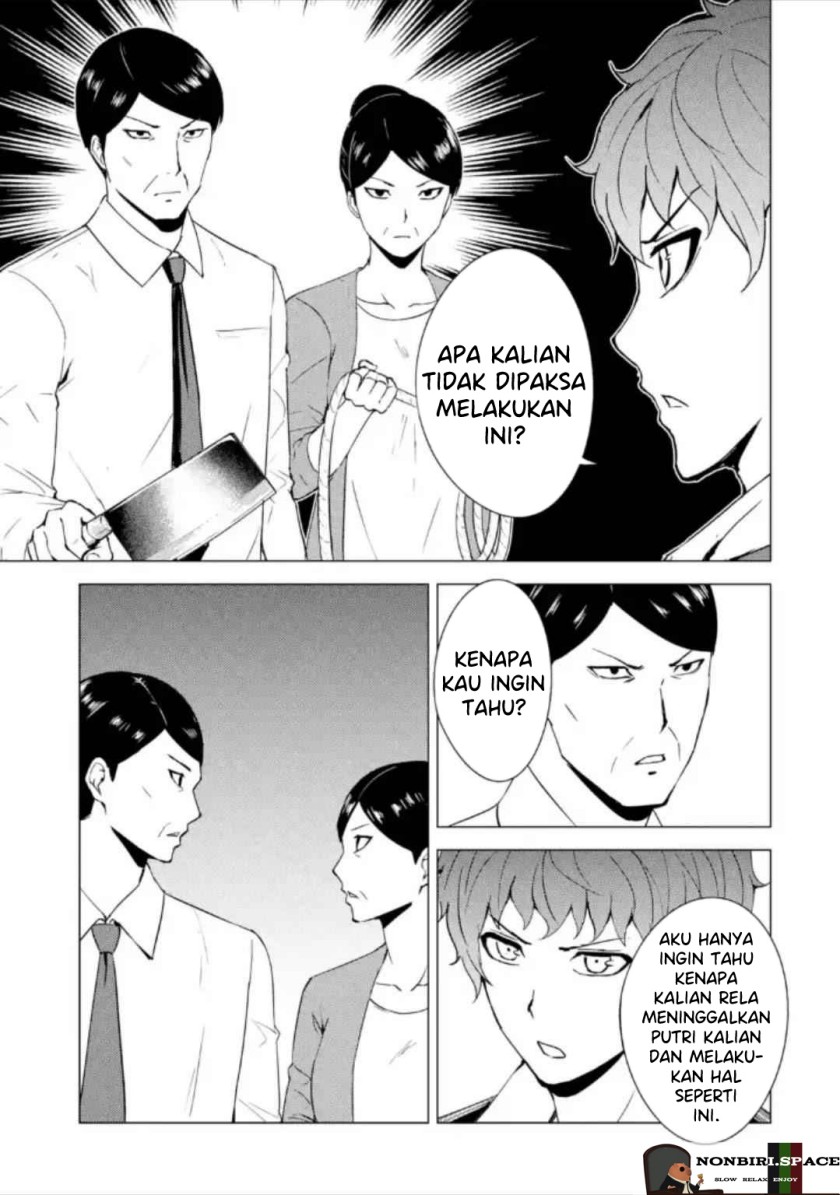 APA KALIAN
TIDAK DIPAKSA
MELAKUKAN
INI?
KENAPA
KAU INGIN
TAHU?
AKU HANYA
INGIN TAHU
KENAPA
KALIAN RELA
MENINGGALKAN
PUTRI KALIAN
DAN MELAKU-
KAN HAL
SEPERTI
INI.
NONBIRI.SPACE
SLOW RELAX ENJOY